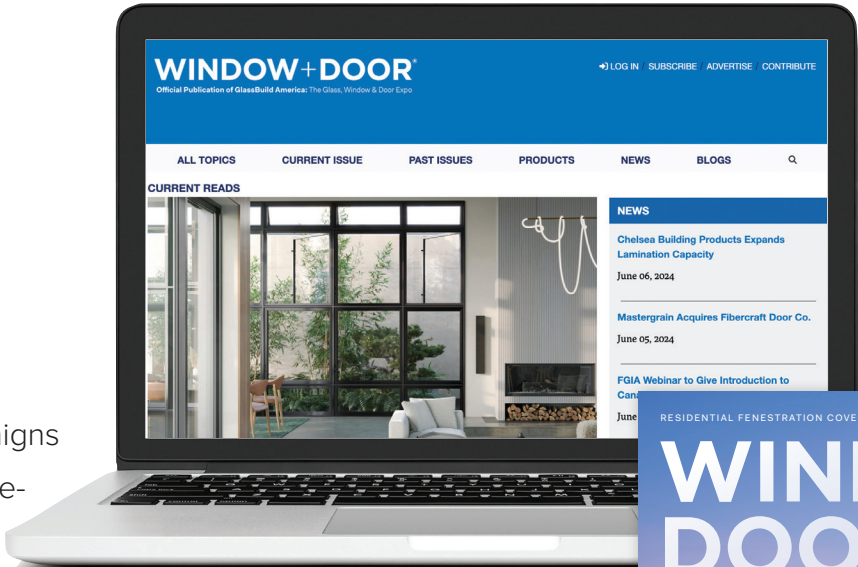 WINDOW+DOOR®
Official Publication of GlassBuild America: The Glass, Window & Door Expo
LOG IN / SUBSCRIBE / ADVERTISE / CONTRIBUTE
ALL TOPICS CURRENT ISSUE PAST ISSUES PRODUCTS NEWS BLOGS
CURRENT READS
NEWS
Chelsea Building Products Expands
Lamination Capacity
June 06, 2024
Mastergrain Acquires Fibercraft Door Co.
June 05, 2024
FGIA Webinar to Give Introduction to
June
RESIDENTIAL FENESTRATION
WIN
DOO